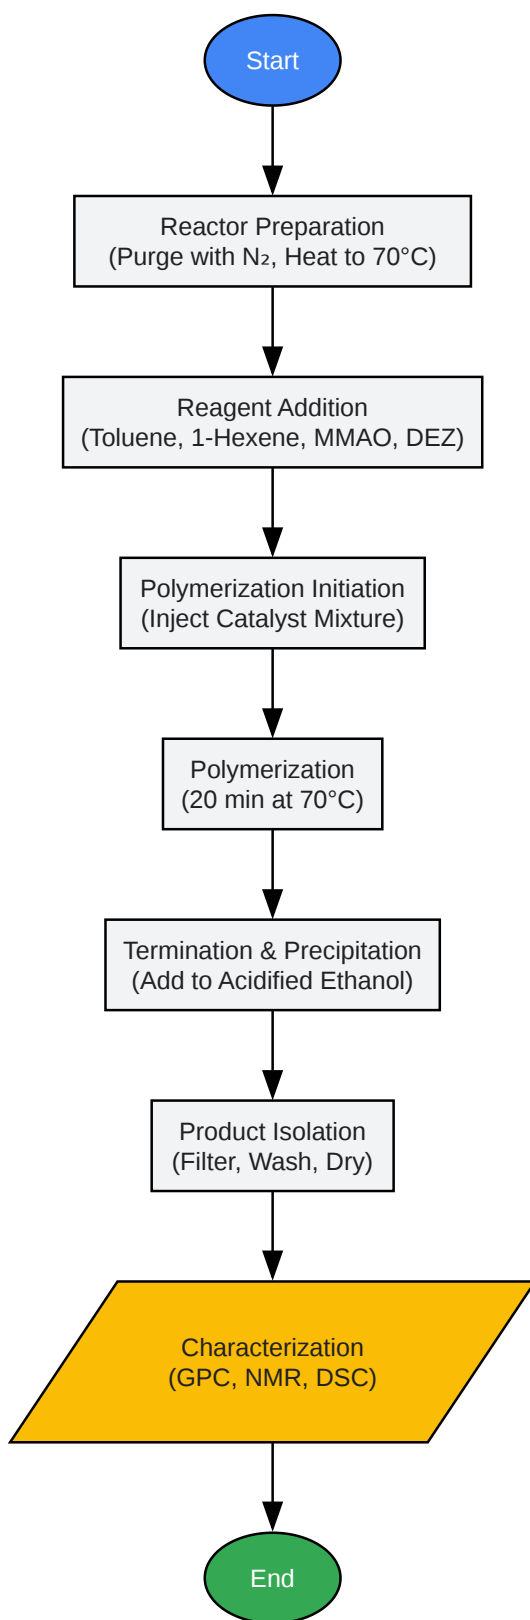 Start
Reactor Preparation
(Purge with N₂, Heat to 70°C)
Reagent Addition
(Toluene, 1-Hexene, MMAO, DEZ)
Polymerization Initiation
(Inject Catalyst Mixture)
Polymerization
(20 min at 70°C)
Termination & Precipitation
(Add to Acidified Ethanol)
Product Isolation
(Filter, Wash, Dry)
Characterization
(GPC, NMR, DSC)
End